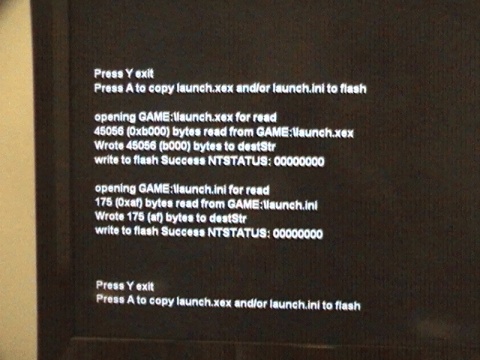 Press Y exit
Press A to copy launch.xex and/or launch.ini to flash
opening GAME:\launch.xex for read
45056 (0xb000) bytes read from GAME:\launch.xex
Wrote 45056 (b000) bytes to destStr
write to flash Success NTSTATUS: 00000000
opening GAME:\launch.ini for read
175 (0xaf) bytes read from GAME:\launch.ini
Wrote 175 (af) bytes to destStr
write to flash Success NTSTATUS: 00000000
Press Y exit
Press A to copy launch.xex and/or launch.ini to flash